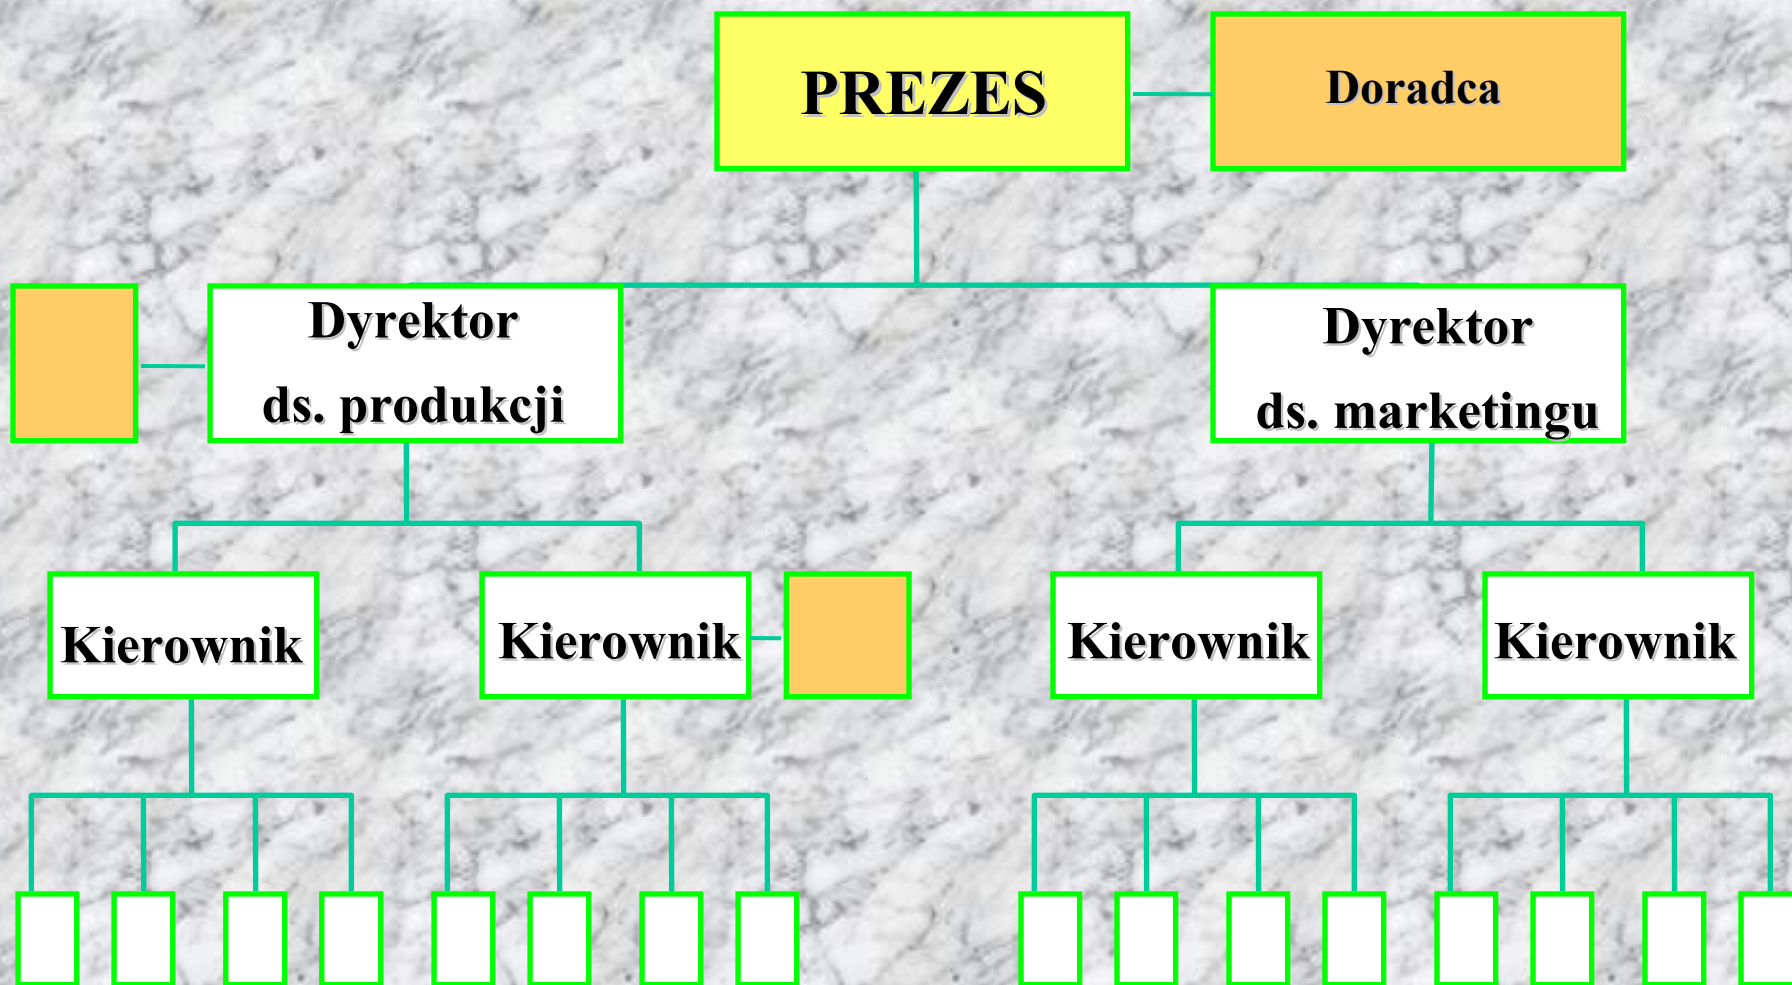 PREZES
Doradca
Dyrektor
ds. produkcji
Dyrektor
ds. marketingu
Kierownik
Kierownik
Kierownik
Kierownik